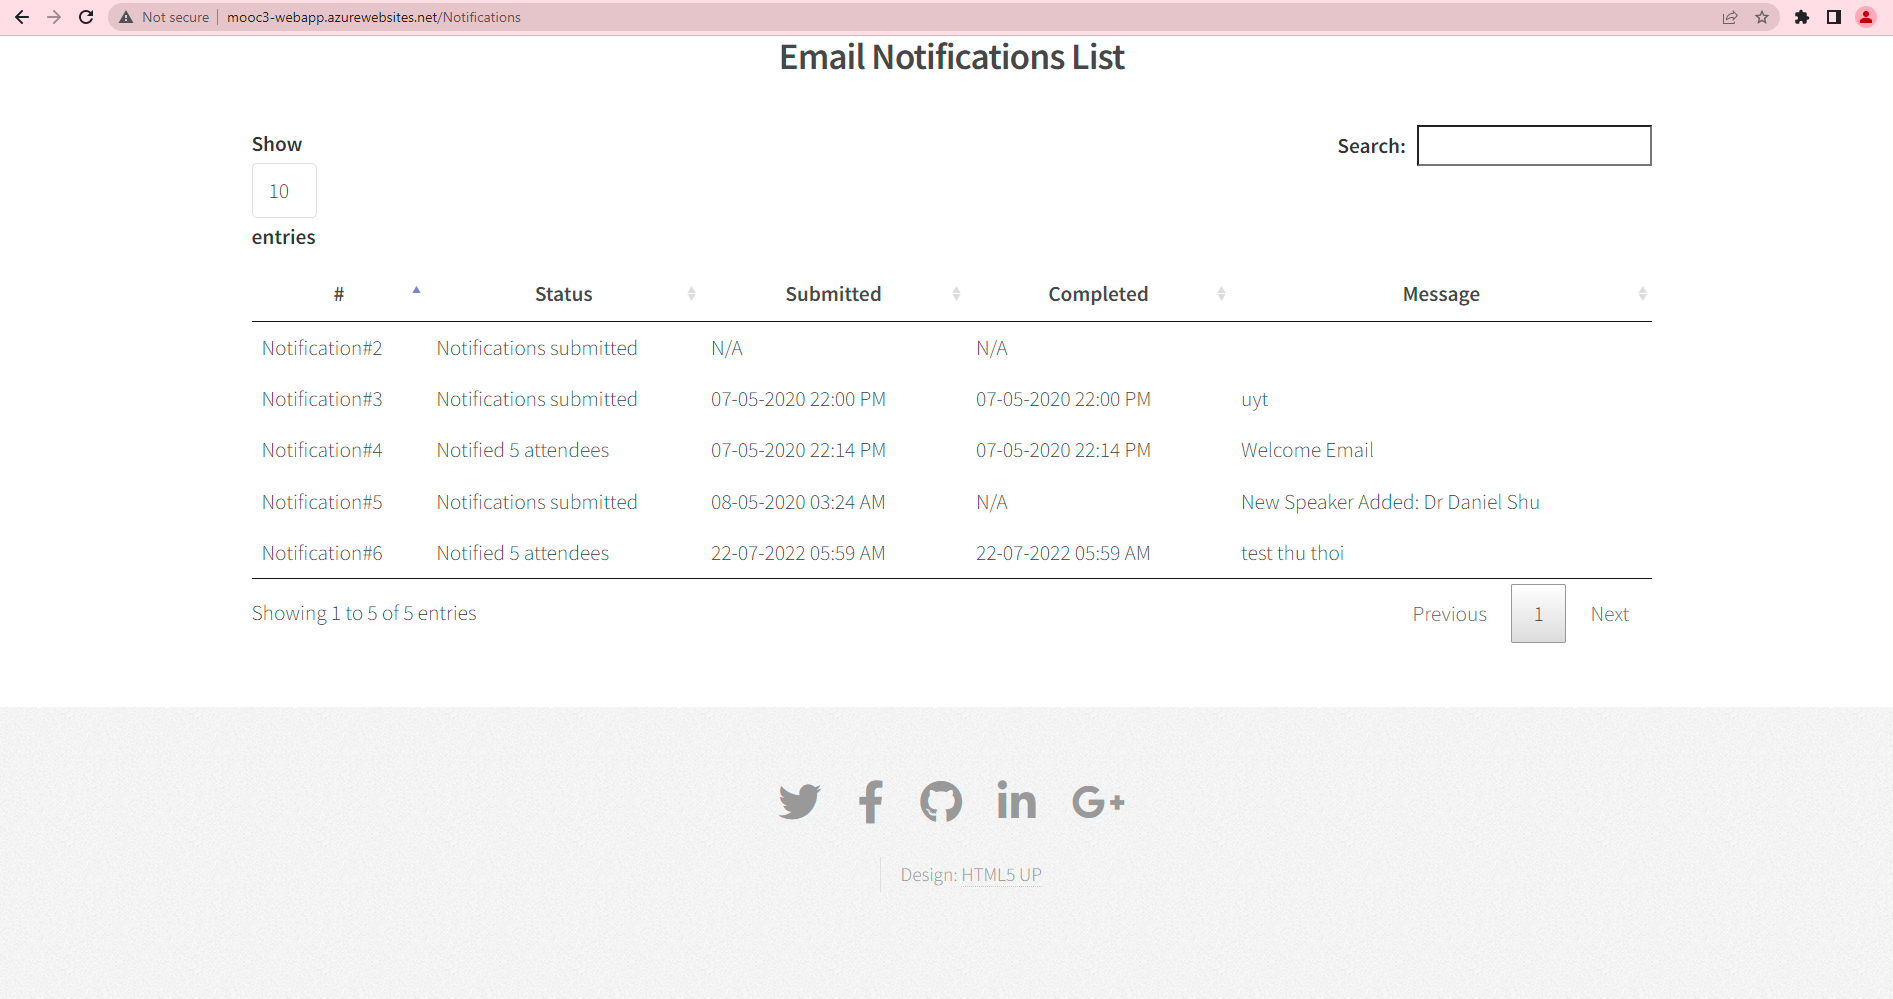 Not secure mooc3-webapp.azurewebsites.net/Notifications
Email Notifications List
Show
10
entries
Search:
# Status Submitted Completed Message
Notification#2 Notifications submitted N/A N/A
Notification#3 Notifications submitted 07-05-2020 22:00 PM 07-05-2020 22:00 PM uyt
Notification#4 Notified 5 attendees 07-05-2020 22:14 PM 07-05-2020 22:14 PM Welcome Email
Notification#5 Notifications submitted 08-05-2020 03:24 AM N/A New Speaker Added: Dr Daniel Shu
Notification#6 Notified 5 attendees 22-07-2022 05:59 AM 22-07-2022 05:59 AM test thu thoi
Showing 1 to 5 of 5 entries Previous 1 Next
Design: HTML5 UP